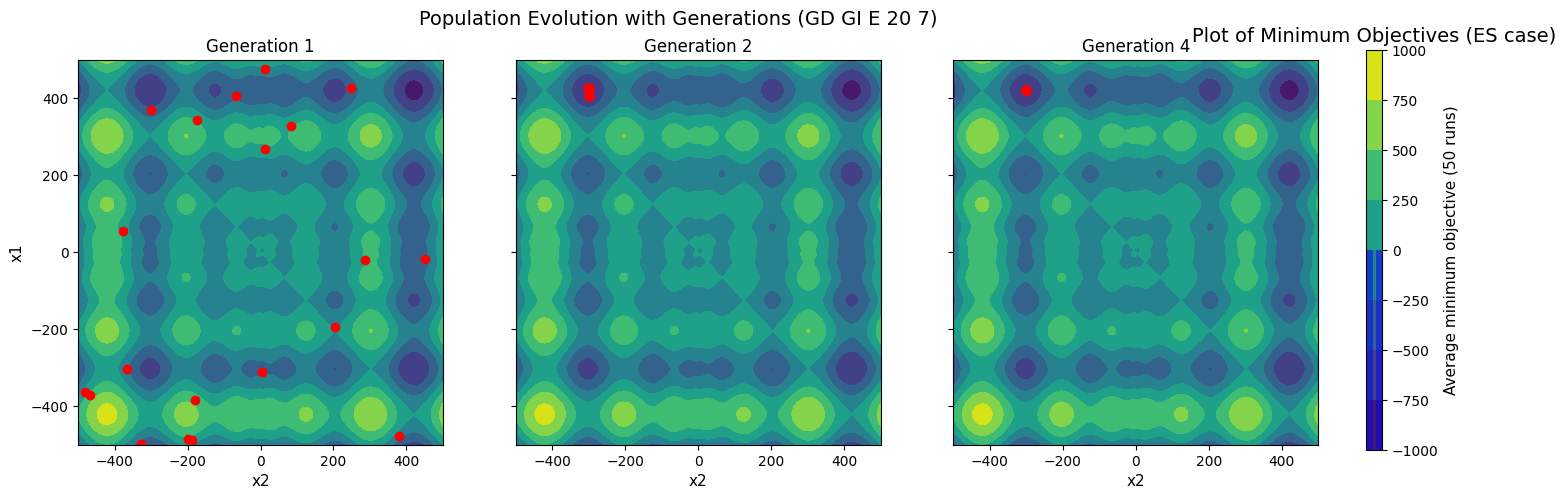 Population Evolution with Generations (GD GI E 20 7)
Plot of Minimum Objectives (ES case)
Generation 1
Generation 2
Generation 4
x1
400
200
0
−200
−400
−400 −200 0 200 400
x2
−400 −200 0 200 400
x2
−400 −200 0 200 400
x2
1000
750
500
250
0
−250
−500
−750
−1000
Average minimum objective (50 runs)